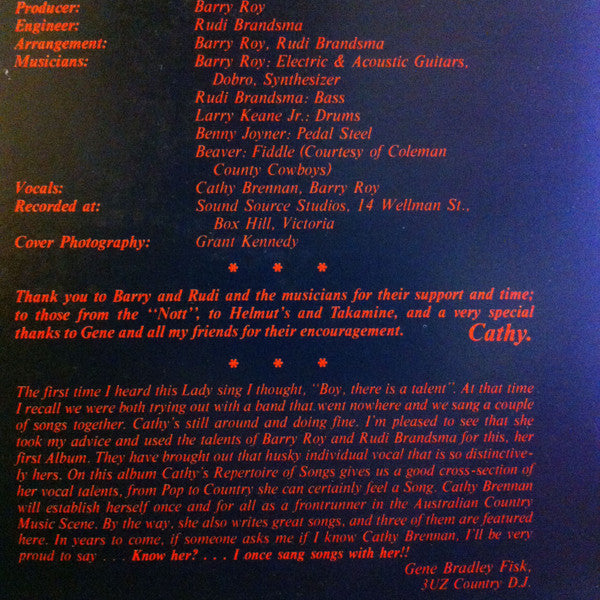 Producer: Barry Roy
Engineer: Rudi Brandsma
Arrangement: Barry Roy, Rudi Brandsma
Musicians: Barry Roy: Electric & Acoustic Guitars,
Dobro, Synthesizer
Rudi Brandsma: Bass
Larry Keane Jr.: Drums
Benny Joyner: Pedal Steel
Beaver: Fiddle (Courtesy of Coleman
County Cowboys)
Vocals: Cathy Brennan, Barry Roy
Recorded at: Sound Source Studios, 14 Wellman St.,
Box Hill, Victoria
Cover Photography: Grant Kennedy
* * *
Thank you to Barry and Rudi and the musicians for their support and time;
to those from the “Nott”, to Helmut's and Takamine, and a very special
thanks to Gene and all my friends for their encouragement. Cathy.
* * *
The first time I heard this Lady sing I thought, “Boy, there is a talent”. At that time
I recall we were both trying out with a band that went nowhere and we sang a couple
of songs together. Cathy's still around and doing fine. I'm pleased to see that she
took my advice and used the talents of Barry Roy and Rudi Brandsma for this, her
first Album. They have brought out that husky individual vocal that is so distinctive-
ly hers. On this album Cathy's Repertoire of Songs gives us a good cross-section of
her vocal talents, from Pop to Country she can certainly feel a Song. Cathy Brennan
will establish herself once and for all as a frontrunner in the Australian Country
Music Scene. By the way, she also writes great songs, and three of them are featured
here. In years to come, if someone asks me if I know Cathy Brennan, I'll be very
proud to say . . . Know her? . . . I once sang songs with her!!
Gene Bradley Fisk,
3UZ Country D.J.